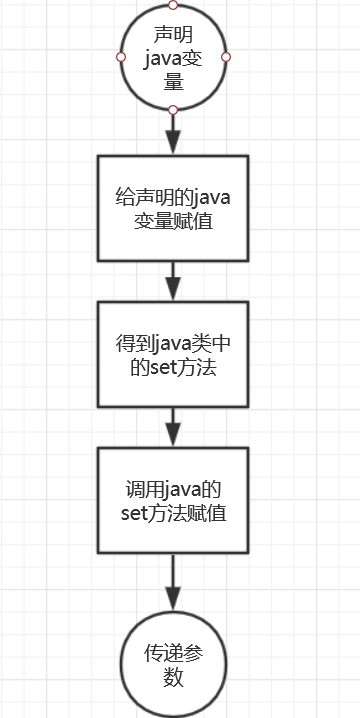 声明
java变
量
给声明的java
变量赋值
得到java类中
的set方法
调用java的
set方法赋值
传递参
数